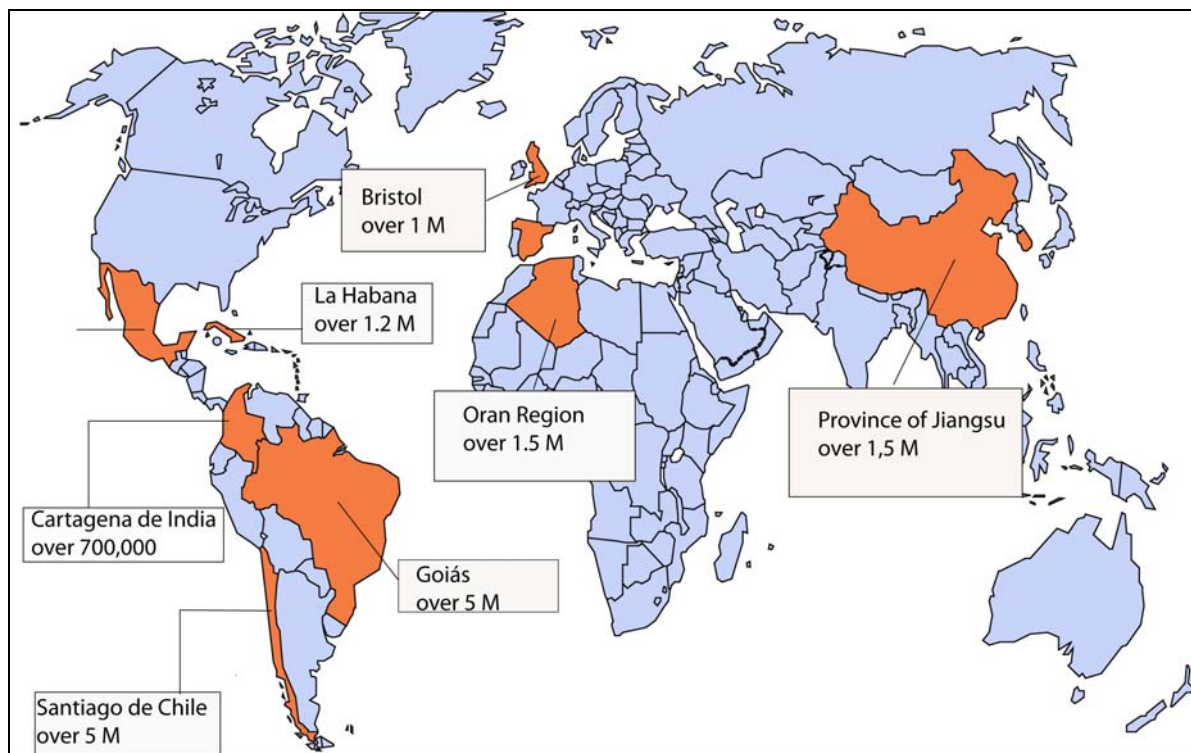 Bristol
over 1 M
La Habana
over 1.2 M
Oran Region
over 1.5 M
Province of Jiangsu
over 1,5 M
Cartagena de India
over 700,000
Goiás
over 5 M
Santiago de Chile
over 5 M